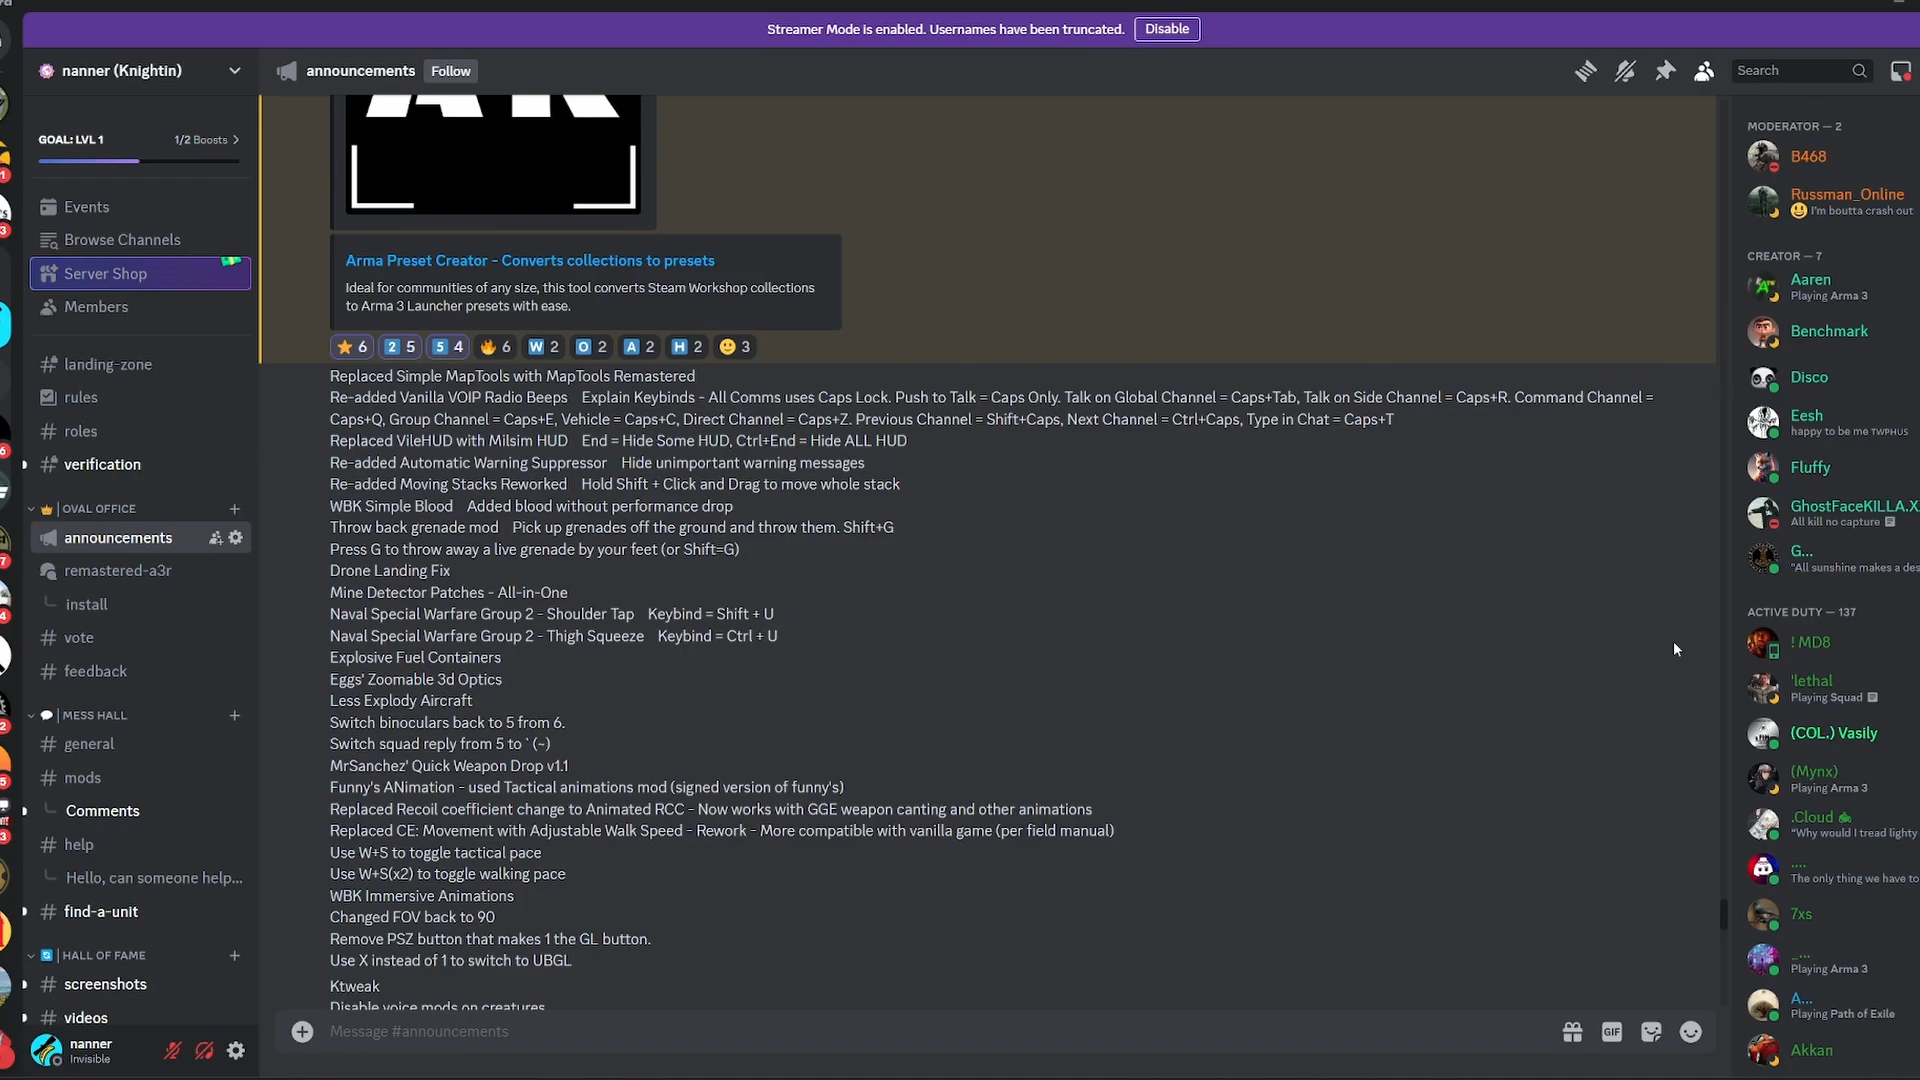 Streamer Mode is enabled. Usernames have been truncated. Disable
nanner (Knightin)
announcements Follow
Search
GOAL: LVL 1 1/2 Boosts
Events
Browse Channels
Server Shop
Members
landing-zone
rules
roles
verification
OVAL OFFICE
announcements
remastered-a3r
install
vote
feedback
MESS HALL
general
mods
Comments
help
Hello, can someone help...
find-a-unit
HALL OF FAME
screenshots
videos
nanner
Invisible
Arma Preset Creator - Converts collections to presets
Ideal for communities of any size, this tool converts Steam Workshop collections
to Arma 3 Launcher presets with ease.
6 2 5 5 4 6 W 2 O 2 A 2 H 2 3
Replaced Simple MapTools with MapTools Remastered
Re-added Vanilla VOIP Radio Beeps Explain Keybinds - All Comms uses Caps Lock. Push to Talk = Caps Only. Talk on Global Channel = Caps+Tab, Talk on Side Channel = Caps+R. Command Channel =
Caps+Q, Group Channel = Caps+E, Vehicle = Caps+C, Direct Channel = Caps+Z. Previous Channel = Shift+Caps, Next Channel = Ctrl+Caps, Type in Chat = Caps+T
Replaced VileHUD with Milsim HUD End = Hide Some HUD, Ctrl+End = Hide ALL HUD
Re-added Automatic Warning Suppressor Hide unimportant warning messages
Re-added Moving Stacks Reworked Hold Shift + Click and Drag to move whole stack
WBK Simple Blood Added blood without performance drop
Throw back grenade mod Pick up grenades off the ground and throw them. Shift+G
Press G to throw away a live grenade by your feet (or Shift=G)
Drone Landing Fix
Mine Detector Patches - All-in-One
Naval Special Warfare Group 2 - Shoulder Tap Keybind = Shift + U
Naval Special Warfare Group 2 - Thigh Squeeze Keybind = Ctrl + U
Explosive Fuel Containers
Eggs' Zoomable 3d Optics
Less Explody Aircraft
Switch binoculars back to 5 from 6.
Switch squad reply from 5 to ` (~)
MrSanchez' Quick Weapon Drop v1.1
Funny's ANimation - used Tactical animations mod (signed version of funny's)
Replaced Recoil coefficient change to Animated RCC - Now works with GGE weapon canting and other animations
Replaced CE: Movement with Adjustable Walk Speed - Rework - More compatible with vanilla game (per field manual)
Use W+S to toggle tactical pace
Use W+S(x2) to toggle walking pace
WBK Immersive Animations
Changed FOV back to 90
Remove PSZ button that makes 1 the GL button.
Use X instead of 1 to switch to UBGL
Ktweak
Disable voice mods on creatures
Message #announcements
GIF
MODERATOR — 2
B468
Russman_Online
I'm boutta crash out
CREATOR — 7
Aaren
Playing Arma 3
Benchmark
Disco
Eesh
happy to be me TWPHUS
Fluffy
GhostFaceKILLA.X
All kill no capture
G...
"All sunshine makes a des
ACTIVE DUTY — 137
! MD8
'lethal
Playing Squad
(COL.) Vasily
(Mynx)
Playing Arma 3
.Cloud
"Why would I tread lighty
....
The only thing we have to
7xs
_...
Playing Arma 3
A...
Playing Path of Exile
Akkan